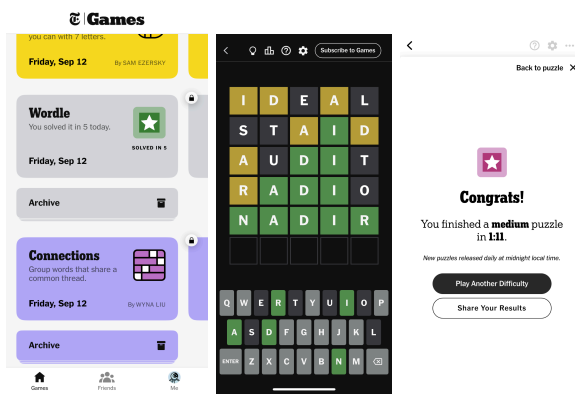 T Games
you can with 7 letters.
Friday, Sep 12
By SAM EZERSKY
Wordle
You solved it in 5 today.
SOLVED IN 5
Friday, Sep 12
Archive
Connections
Group words that share a
common thread.
Friday, Sep 12
By WYNA LIU
Archive
Games
Friends
Me
Subscribe to Games
I D E A L
S T A I D
A U D I T
R A D I O
N A D I R
Q W E R T Y U I O P
A S D F G H J K L
ENTER Z X C V B N M
Back to puzzle
Congrats!
You finished a medium puzzle
in 1:11.
New puzzles released daily at midnight local time.
Play Another Difficulty
Share Your Results